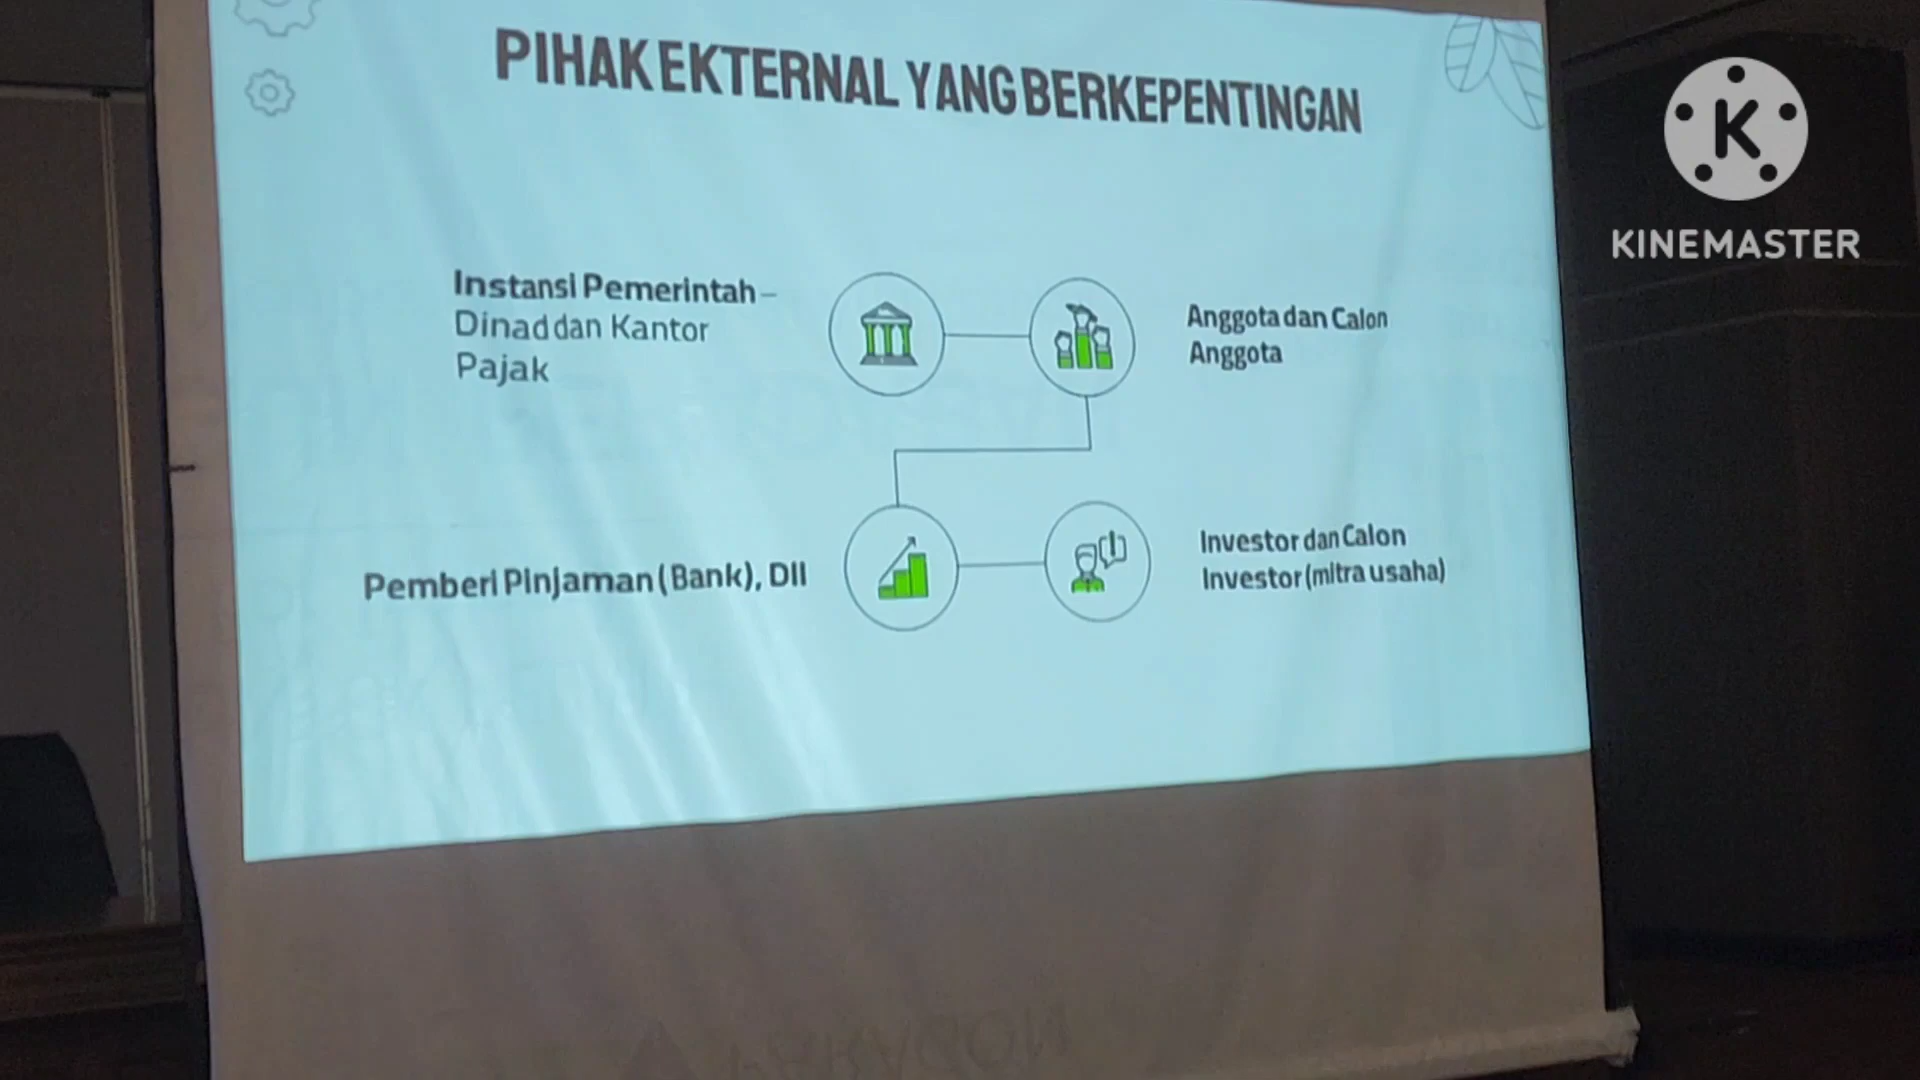 PIHAK EKTERNAL YANG BERKEPENTINGAN
Instansi Pemerintah –
Dinad dan Kantor
Pajak
Anggota dan Calon
Anggota
Pemberi Pinjaman (Bank), Dll
Investor dan Calon
Investor (mitra usaha)
K
KINEMASTER